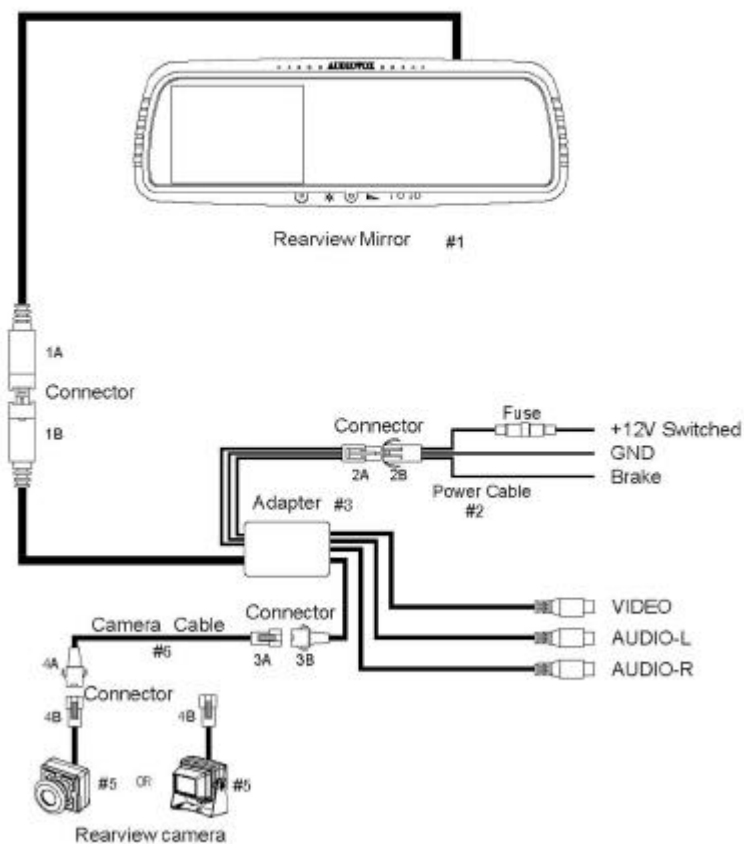 AUDIOVOX
Rearview Mirror #1
1A
Connector
1B
Connector
2A 2B
Fuse
+12V Switched
GND
Brake
Power Cable
#2
Adapter #3
VIDEO
AUDIO-L
AUDIO-R
Connector
3A 3B
Camera Cable
#6
4A
Connector
4B 4B
#5 OR #5
Rearview camera